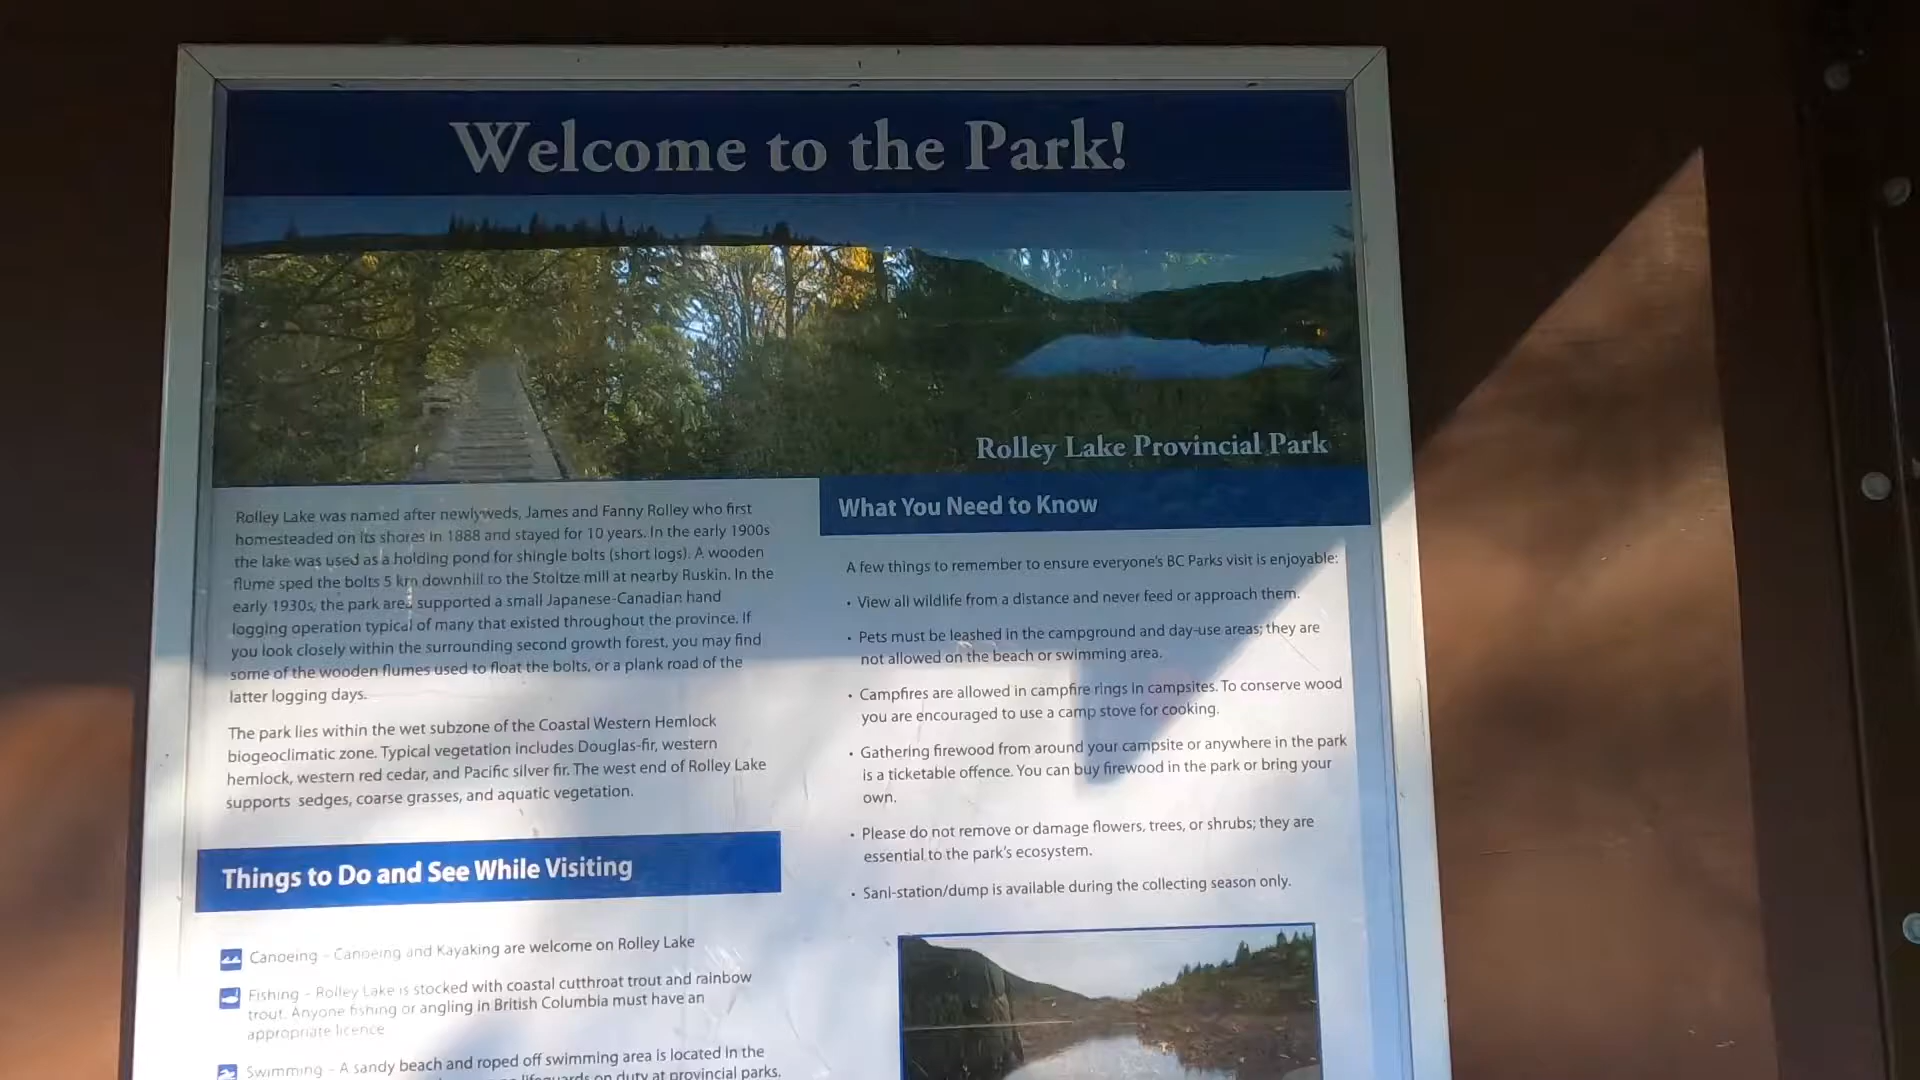 Welcome to the Park!
Rolley Lake Provincial Park
Rolley Lake was named after newlyweds, James and Fanny Rolley who first
homesteaded on its shores in 1888 and stayed for 10 years. In the early 1900s
the lake was used as a holding pond for shingle bolts (short logs). A wooden
flume sped the bolts 5 km downhill to the Stoltze mill at nearby Ruskin. In the
early 1930s, the park area supported a small Japanese-Canadian hand
logging operation typical of many that existed throughout the province. If
you look closely within the surrounding second growth forest, you may find
some of the wooden flumes used to float the bolts, or a plank road of the
latter logging days.
The park lies within the wet subzone of the Coastal Western Hemlock
biogeoclimatic zone. Typical vegetation includes Douglas-fir, western
hemlock, western red cedar, and Pacific silver fir. The west end of Rolley Lake
supports sedges, coarse grasses, and aquatic vegetation.
Things to Do and See While Visiting
Canoeing - Canoeing and Kayaking are welcome on Rolley Lake
Fishing - Rolley Lake is stocked with coastal cutthroat trout and rainbow
trout. Anyone fishing or angling in British Columbia must have an
appropriate licence
Swimming - A sandy beach and roped off swimming area is located in the
lifeguards on duty at provincial parks.
What You Need to Know
A few things to remember to ensure everyone's BC Parks visit is enjoyable:
• View all wildlife from a distance and never feed or approach them.
• Pets must be leashed in the campground and day-use areas; they are
not allowed on the beach or swimming area.
• Campfires are allowed in campfire rings in campsites. To conserve wood
you are encouraged to use a camp stove for cooking.
• Gathering firewood from around your campsite or anywhere in the park
is a ticketable offence. You can buy firewood in the park or bring your
own.
• Please do not remove or damage flowers, trees, or shrubs; they are
essential to the park's ecosystem.
• Sani-station/dump is available during the collecting season only.